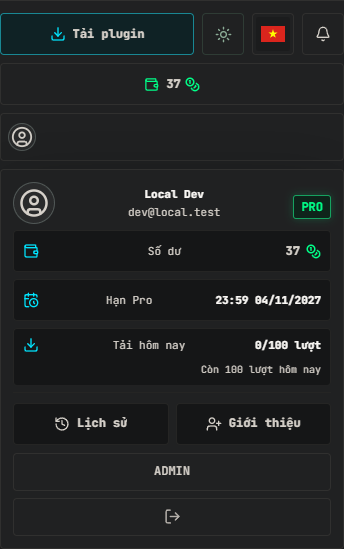 Tải plugin
37
Local Dev
dev@local.test
PRO
Số dư
37
Hạn Pro
23:59 04/11/2027
Tải hôm nay
0/100 lượt
Còn 100 lượt hôm nay
Lịch sử
Giới thiệu
ADMIN